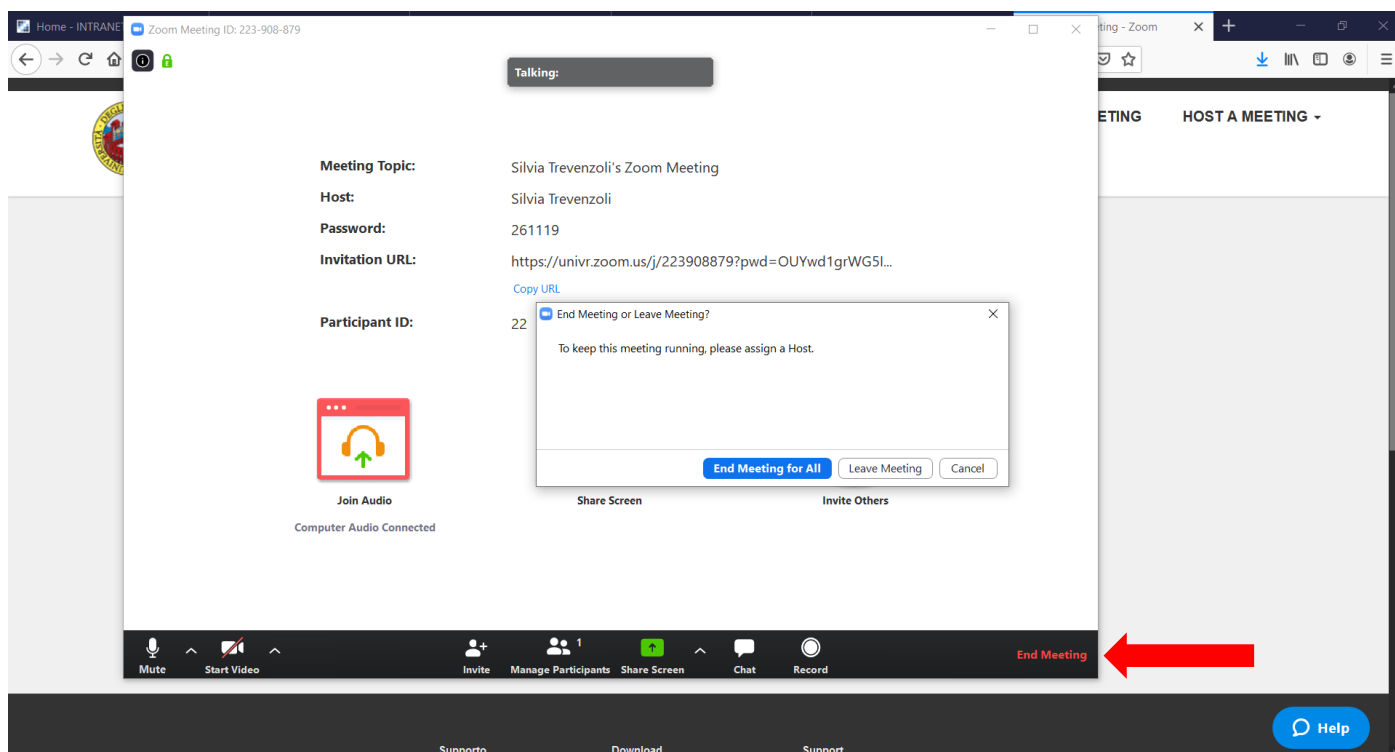 Home - INTRANET
Zoom Meeting ID: 223-908-879
ting - Zoom
Talking:
ETING
HOST A MEETING
Meeting Topic:
Silvia Trevenzoli's Zoom Meeting
Host:
Silvia Trevenzoli
Password:
261119
Invitation URL:
https://univr.zoom.us/j/223908879?pwd=OUYwd1grWG5I...
Copy URL
Participant ID:
22
End Meeting or Leave Meeting?
To keep this meeting running, please assign a Host.
End Meeting for All
Leave Meeting
Cancel
Join Audio
Share Screen
Invite Others
Computer Audio Connected
Mute
Start Video
Invite
1
Manage Participants
Share Screen
Chat
Record
End Meeting
Help
Supporto
Download
Support